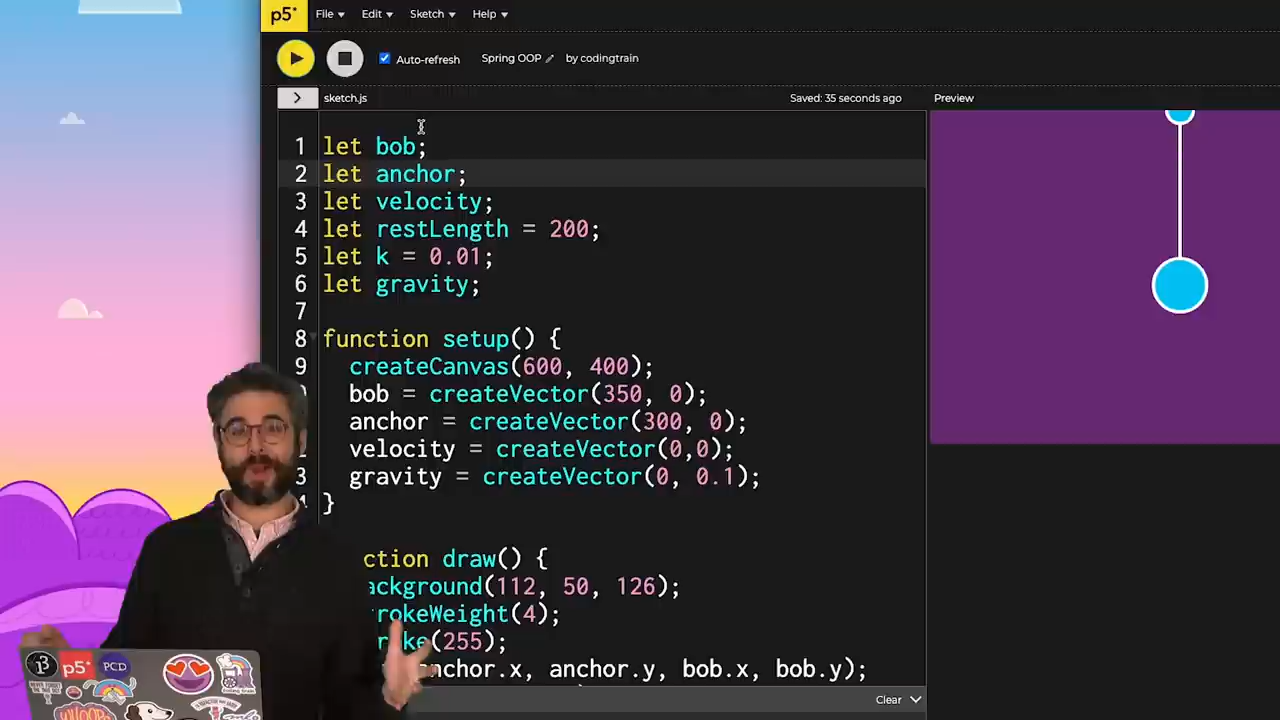 p5* File Edit Sketch Help
Auto-refresh Spring OOP by codingtrain
> sketch.js Saved: 35 seconds ago Preview
1 let bob;
2 let anchor;
3 let velocity;
4 let restLength = 200;
5 let k = 0.01;
6 let gravity;
7
8 function setup() {
9 createCanvas(600, 400);
bob = createVector(350, 0);
anchor = createVector(300, 0);
velocity = createVector(0,0);
3 gravity = createVector(0, 0.1);
}
ction draw() {
ackground(112, 50, 126);
rokeWeight(4);
roke(255);
anchor.x, anchor.y, bob.x, bob.y);
Clear
p5* PCD
WHOOPS